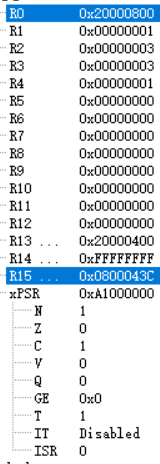 R0 0x20000800
R1 0x00000001
R2 0x00000003
R3 0x00000003
R4 0x00000001
R5 0x00000000
R6 0x00000000
R7 0x00000000
R8 0x00000000
R9 0x00000000
R10 0x00000000
R11 0x00000000
R12 0x00000000
R13 ... 0x20000400
R14 ... 0xFFFFFFFF
R15 ... 0x0800043C
xPSR 0xA1000000
N 1
Z 0
C 1
V 0
Q 0
GE 0x0
T 1
IT Disabled
ISR 0